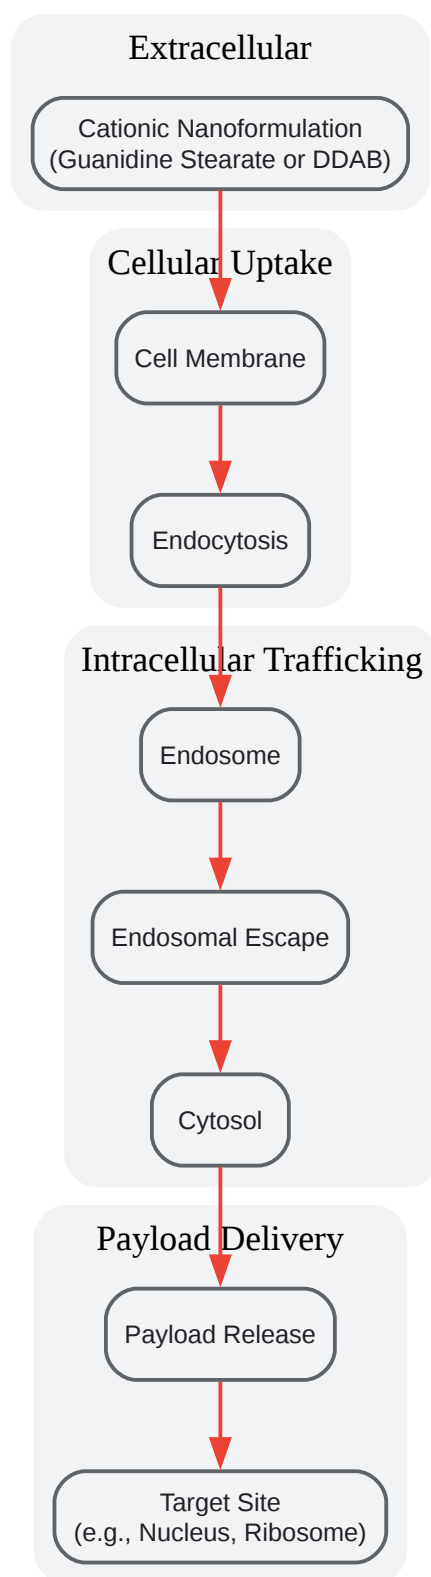 Extracellular
Cationic Nanoformulation
(Guanidine Stearate or DDAB)
Cellular Uptake
Cell Membrane
Endocytosis
Intracellular Trafficking
Endosome
Endosomal Escape
Cytosol
Payload Delivery
Payload Release
Target Site
(e.g., Nucleus, Ribosome)